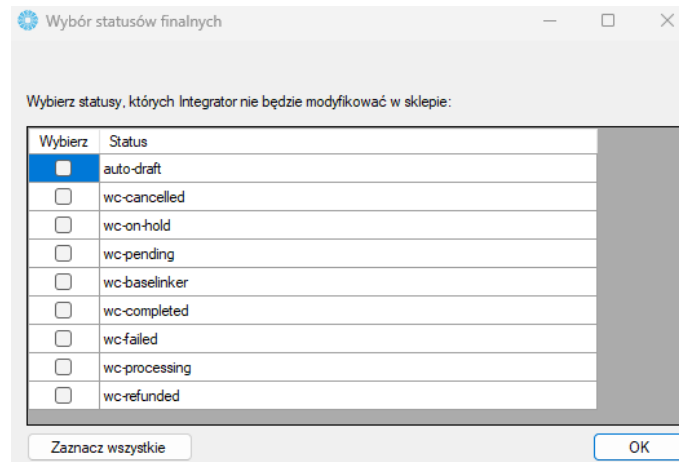 Wybór statusów finalnych
Wybierz statusy, których Integrator nie będzie modyfikować w sklepie:
Wybierz Status
auto-draft
wc-cancelled
wc-on-hold
wc-pending
wc-baselinker
wc-completed
wc-failed
wc-processing
wc-refunded
Zaznacz wszystkie OK